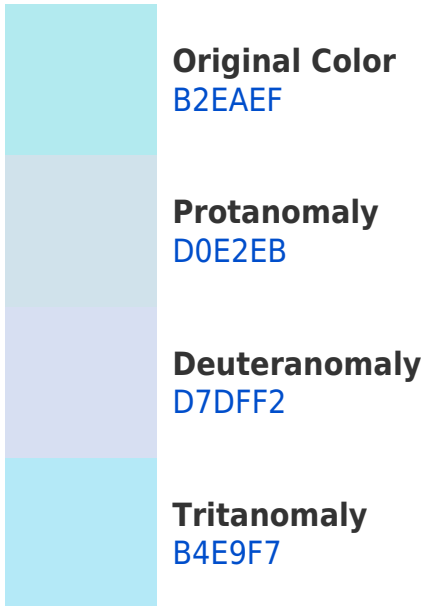 Original Color
B2EAEF
Protanomaly
D0E2EB
Deuteranomaly
D7DFF2
Tritanomaly
B4E9F7